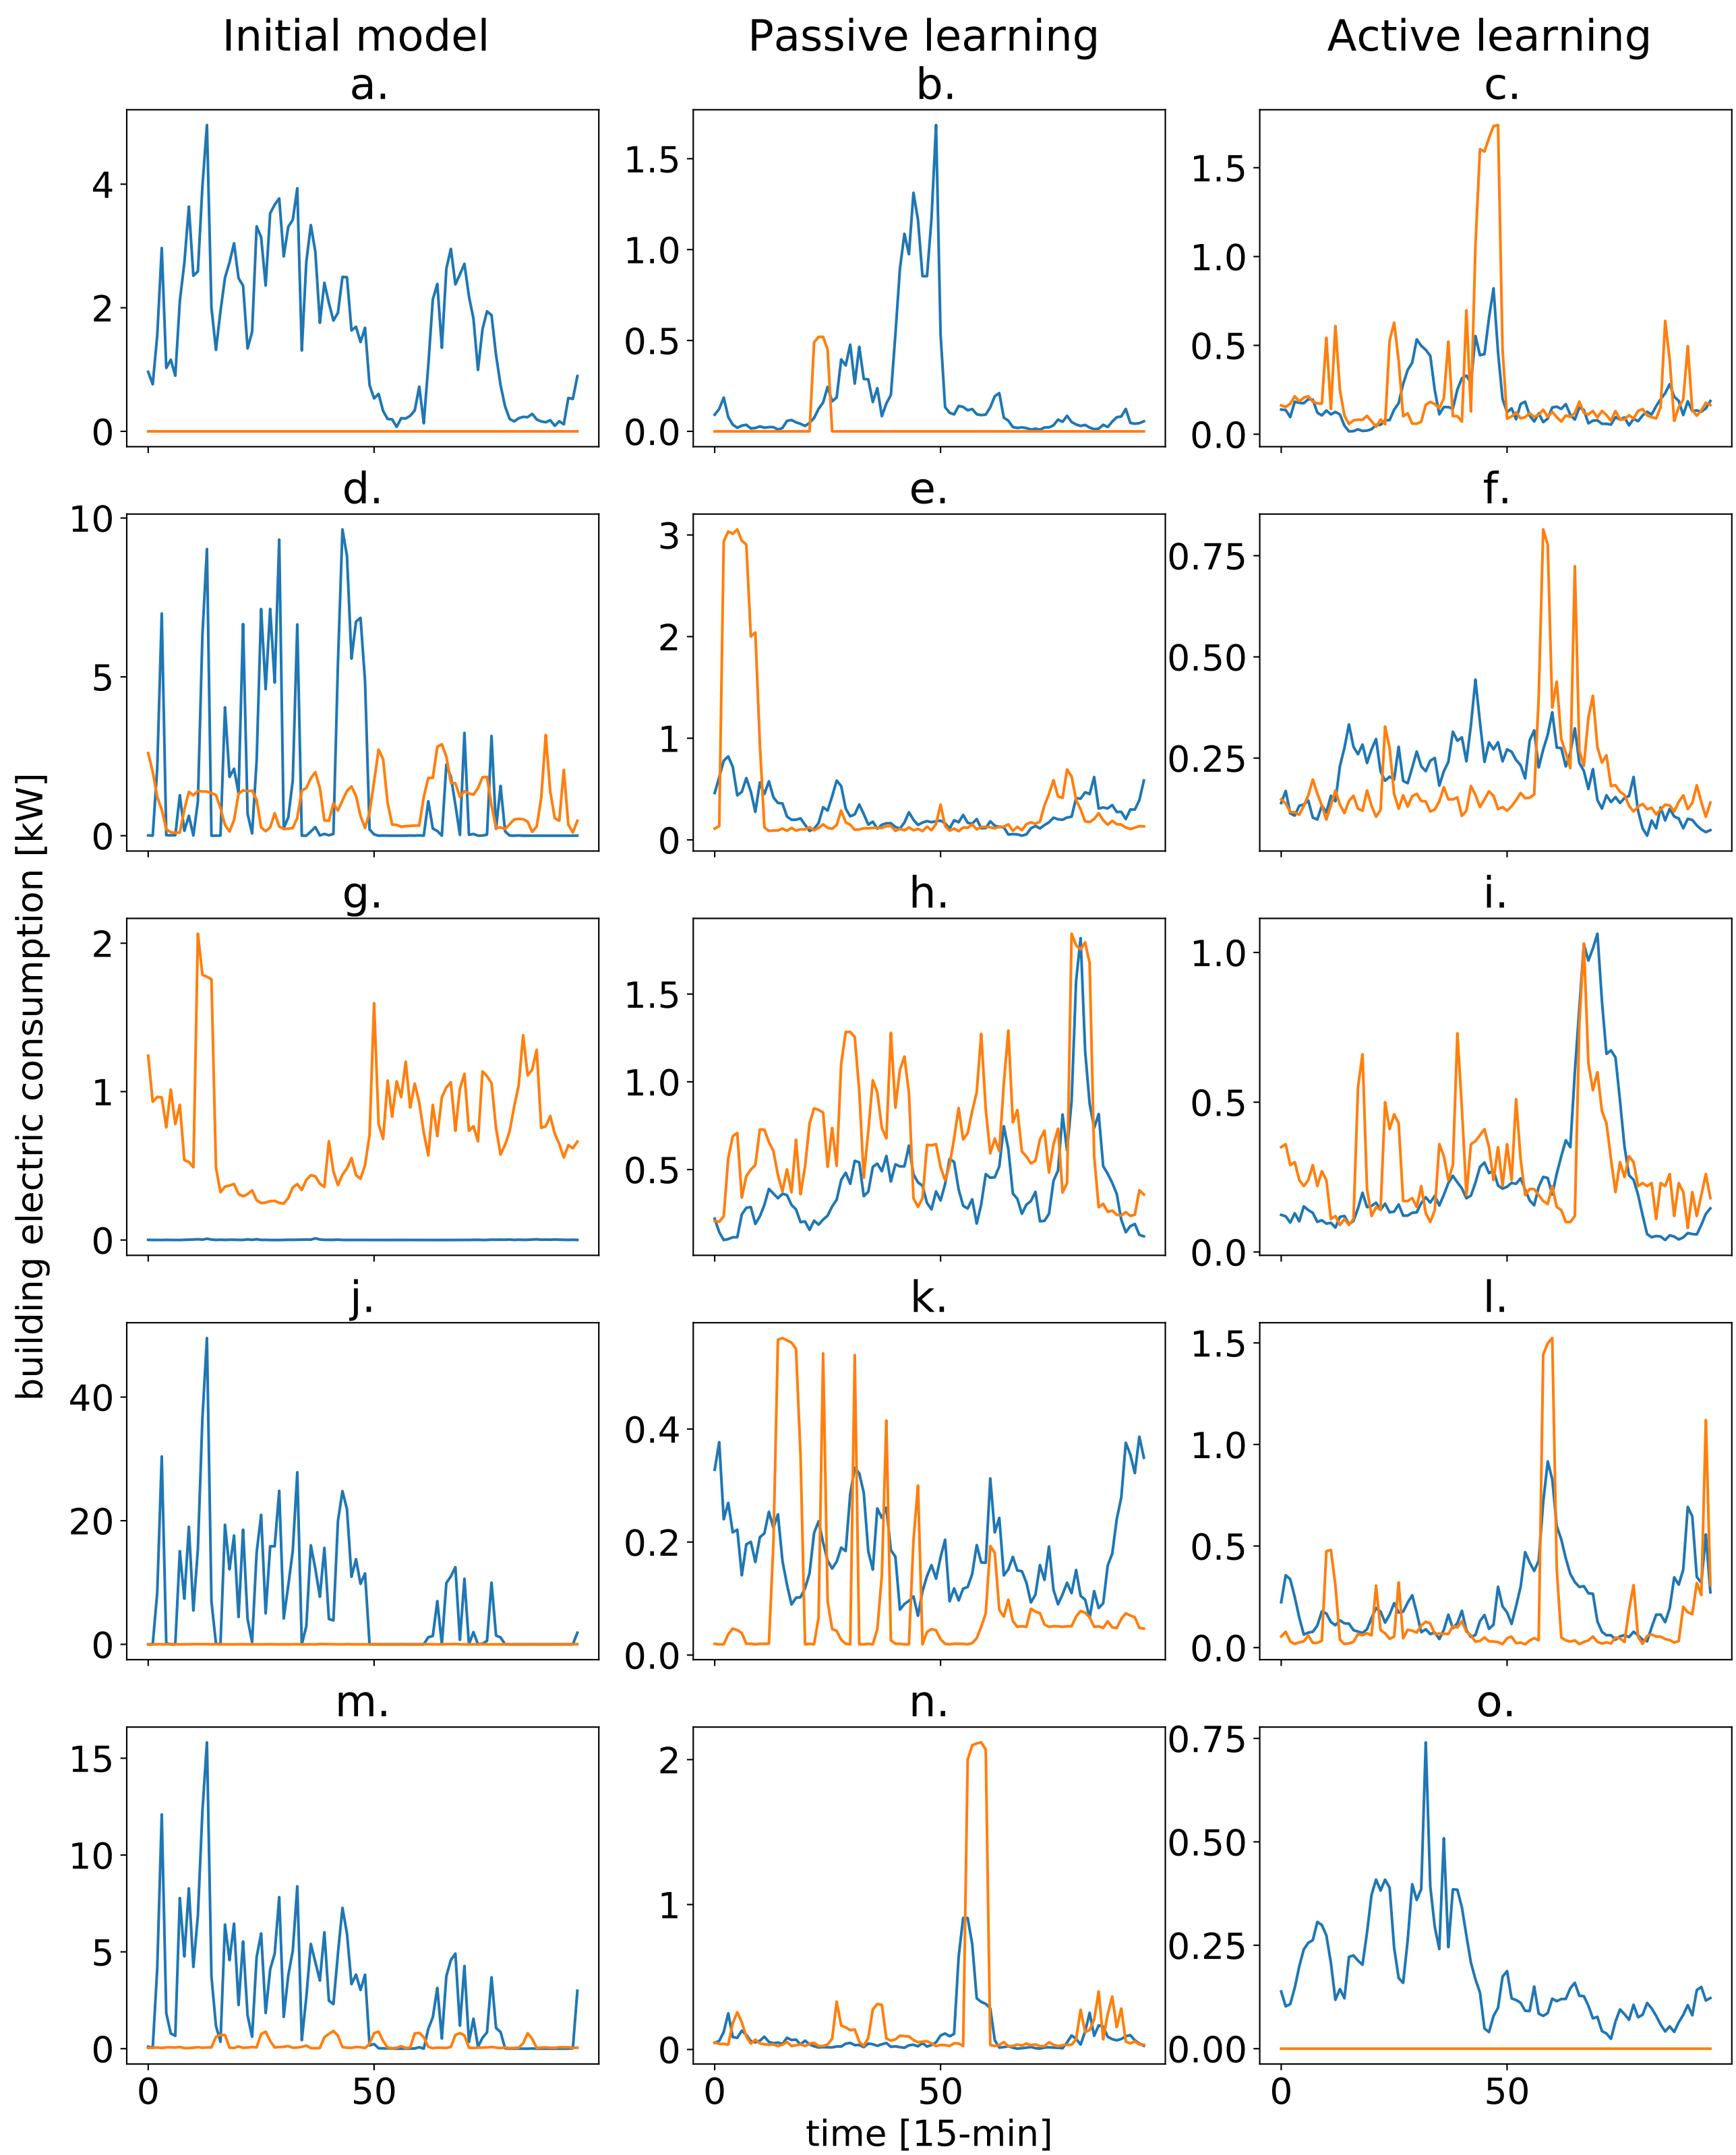 Initial model
Passive learning
Active learning
a.
b.
c.
4
2
0
1.5
1.0
0.5
0.0
1.5
1.0
0.5
0.0
d.
e.
f.
10
5
0
3
2
1
0
0.75
0.50
0.25
g.
h.
i.
2
1
0
1.5
1.0
0.5
1.0
0.5
0.0
j.
k.
l.
40
20
0
0.4
0.2
0.0
1.5
1.0
0.5
0.0
m.
n.
o.
15
10
5
0
2
1
0
0.75
0.50
0.25
0.00
0 50
0 50
0 50
building electric consumption [kW]
time [15-min]